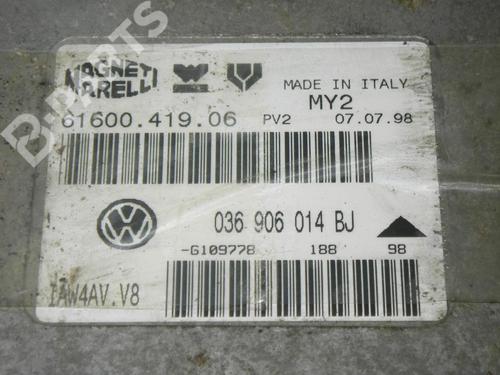 B-PARTS
MAGNETI MARELLI
MADE IN ITALY
MY2
61600.419.06 PV2 07.07.98
036 906 014 BJ
-G109778 188 98
IAW4AV.V8